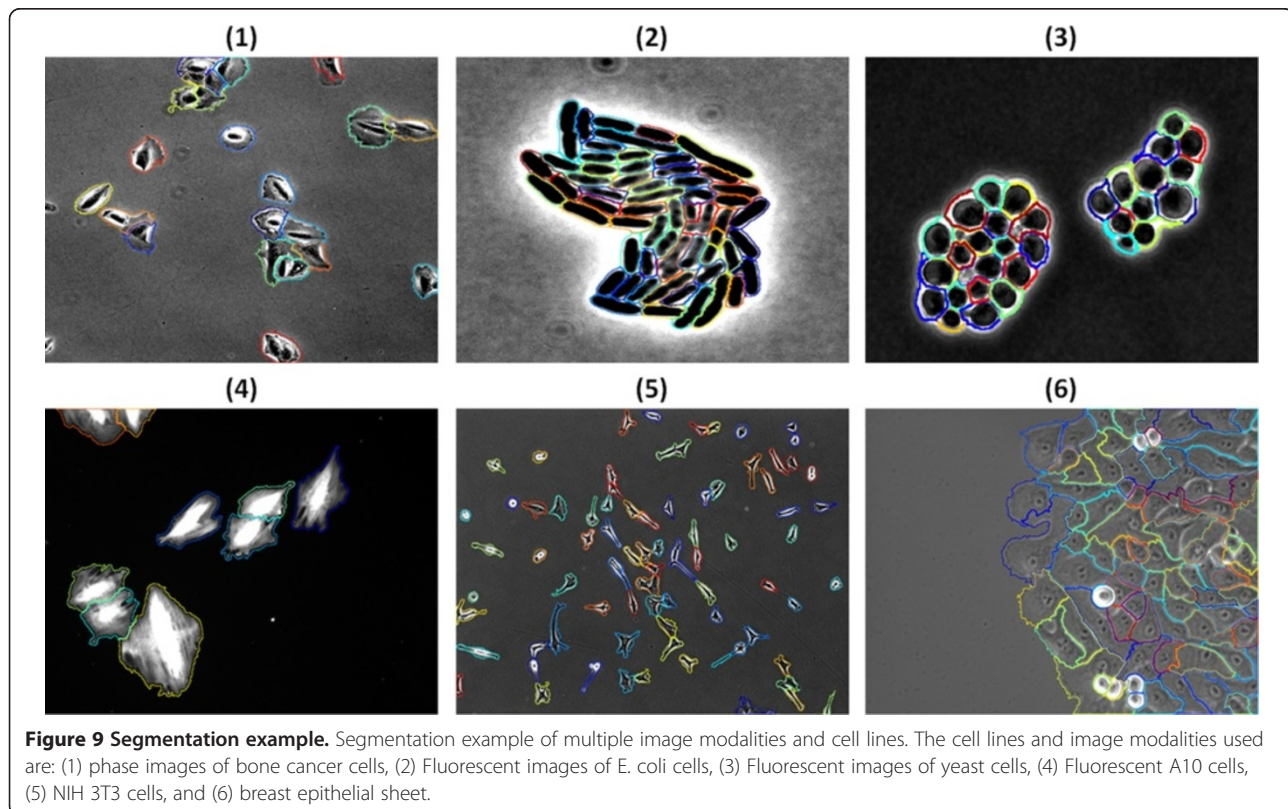 (1)
(2)
(3)
(4)
(5)
(6)
Figure 9 Segmentation example. Segmentation example of multiple image modalities and cell lines. The cell lines and image modalities used
are: (1) phase images of bone cancer cells, (2) Fluorescent images of E. coli cells, (3) Fluorescent images of yeast cells, (4) Fluorescent A10 cells,
(5) NIH 3T3 cells, and (6) breast epithelial sheet.